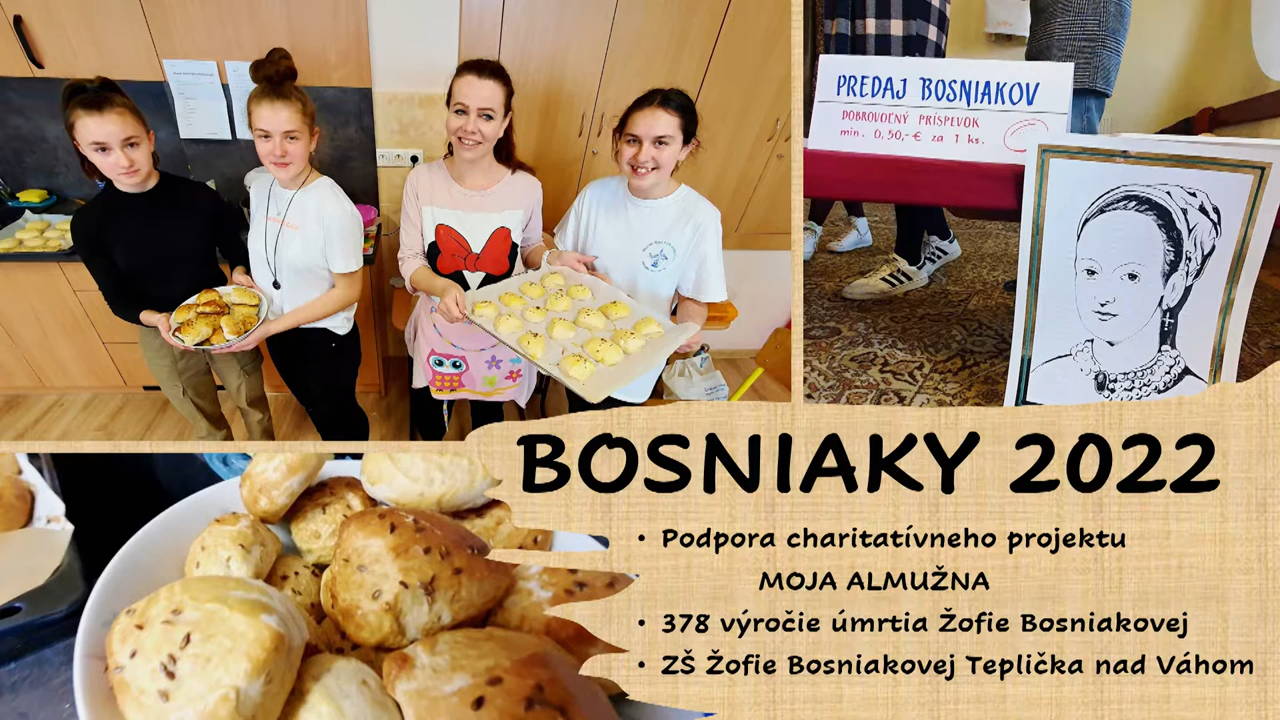 PREDAJ BOSNIAKOV
DOBROVOĽNÝ PRÍSPEVOK
min. 0,50,-€ za 1 ks.
BOSNIAKY 2022
• Podpora charitatívneho projektu
MOJA ALMUŽNA
• 378 výročie úmrtia Žofie Bosniakovej
• ZŠ Žofie Bosniakovej Teplička nad Váhom